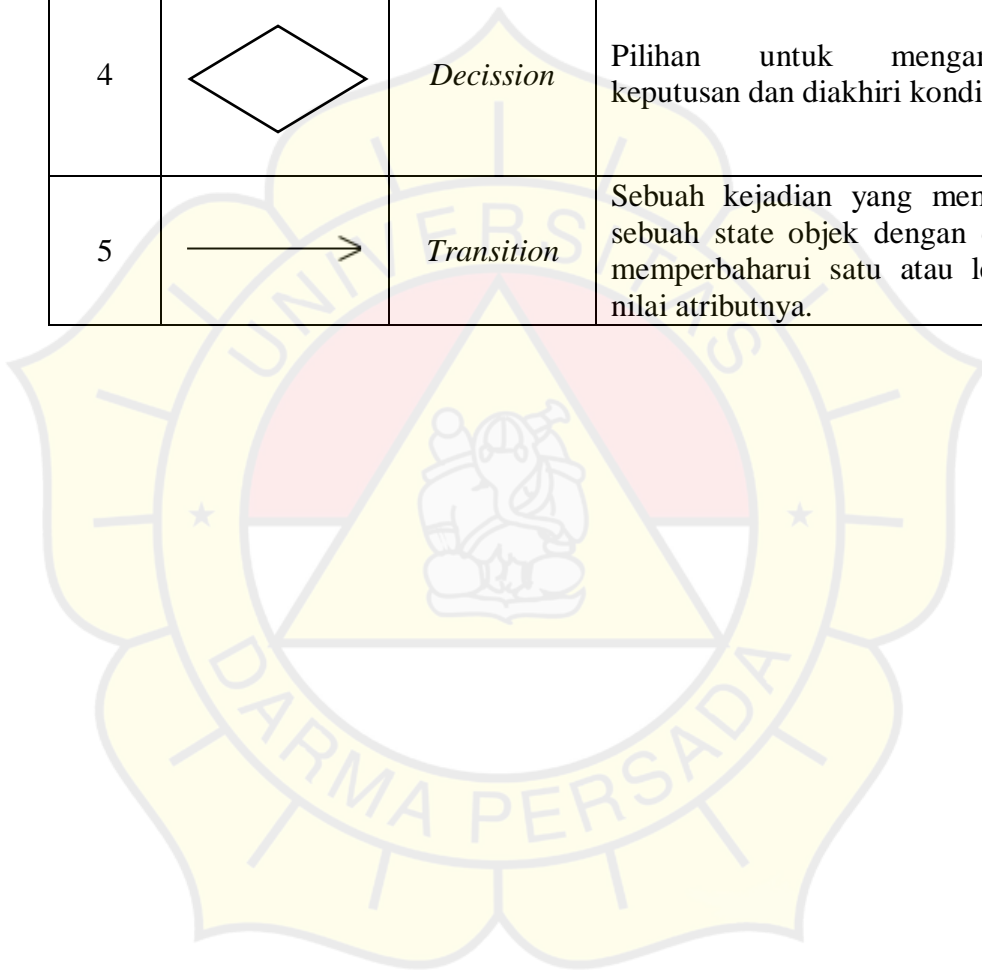 4
Decission
Pilihan untuk
keputusan dan diakhiri
5
Transition
Sebuah kejadian yang
sebuah state objek dengan
memperbaharui satu atau
nilai atributnya.
UNIVERSITAS
DARMA PERSADA